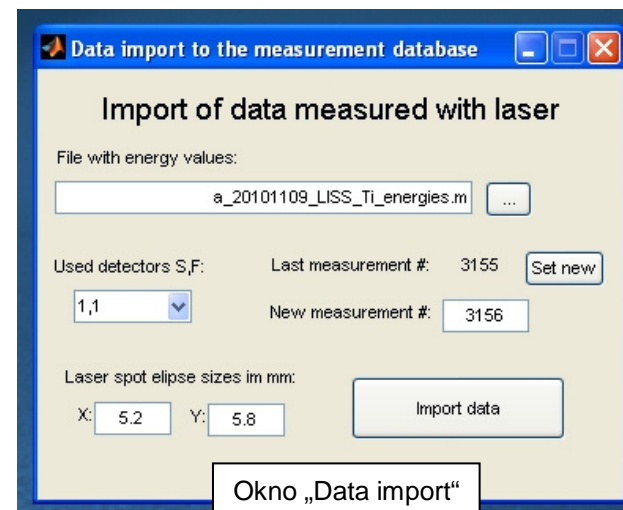 Data import to the measurement database
Import of data measured with laser
File with energy values:
a_20101109_LISS_Ti_energies.m ...
Used detectors S,F:
1,1
Last measurement #: 3155 Set new
New measurement #: 3156
Laser spot elipse sizes im mm:
X: 5.2 Y: 5.8
Import data
Okno „Data import“